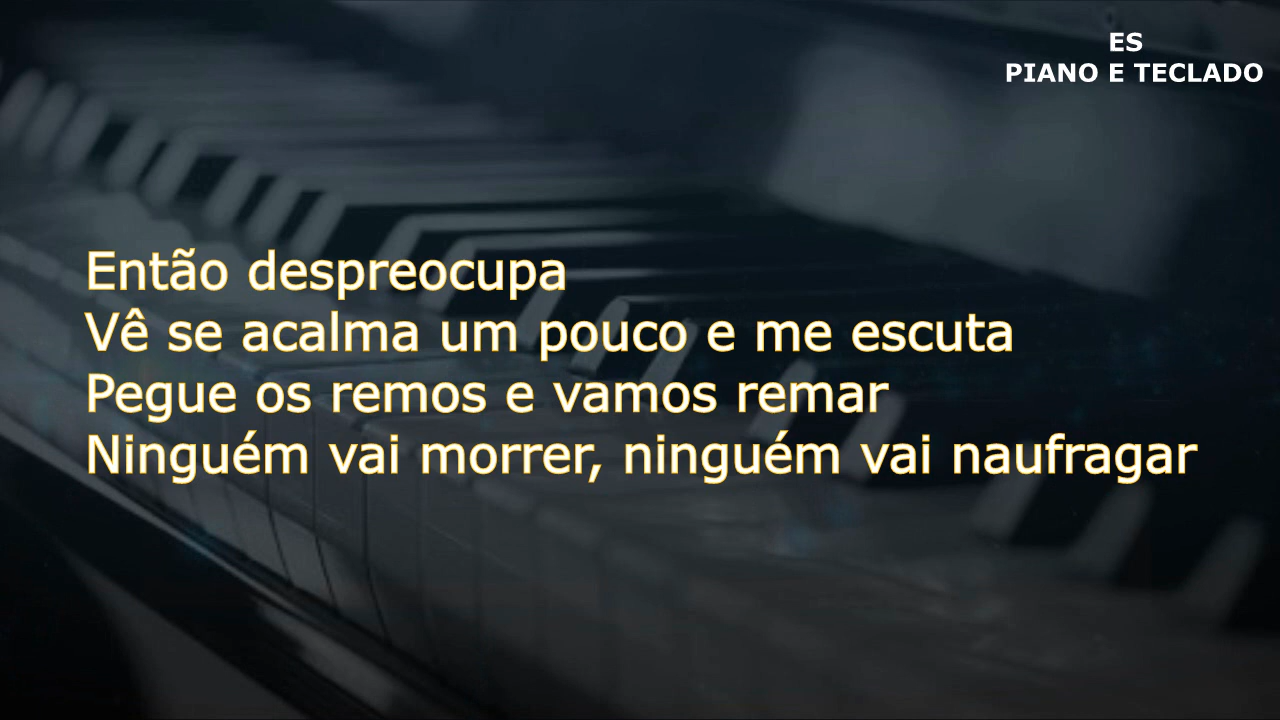 ES
PIANO E TECLADO
Então despreocupa
Vê se acalma um pouco e me escuta
Pegue os remos e vamos remar
Ninguém vai morrer, ninguém vai naufragar